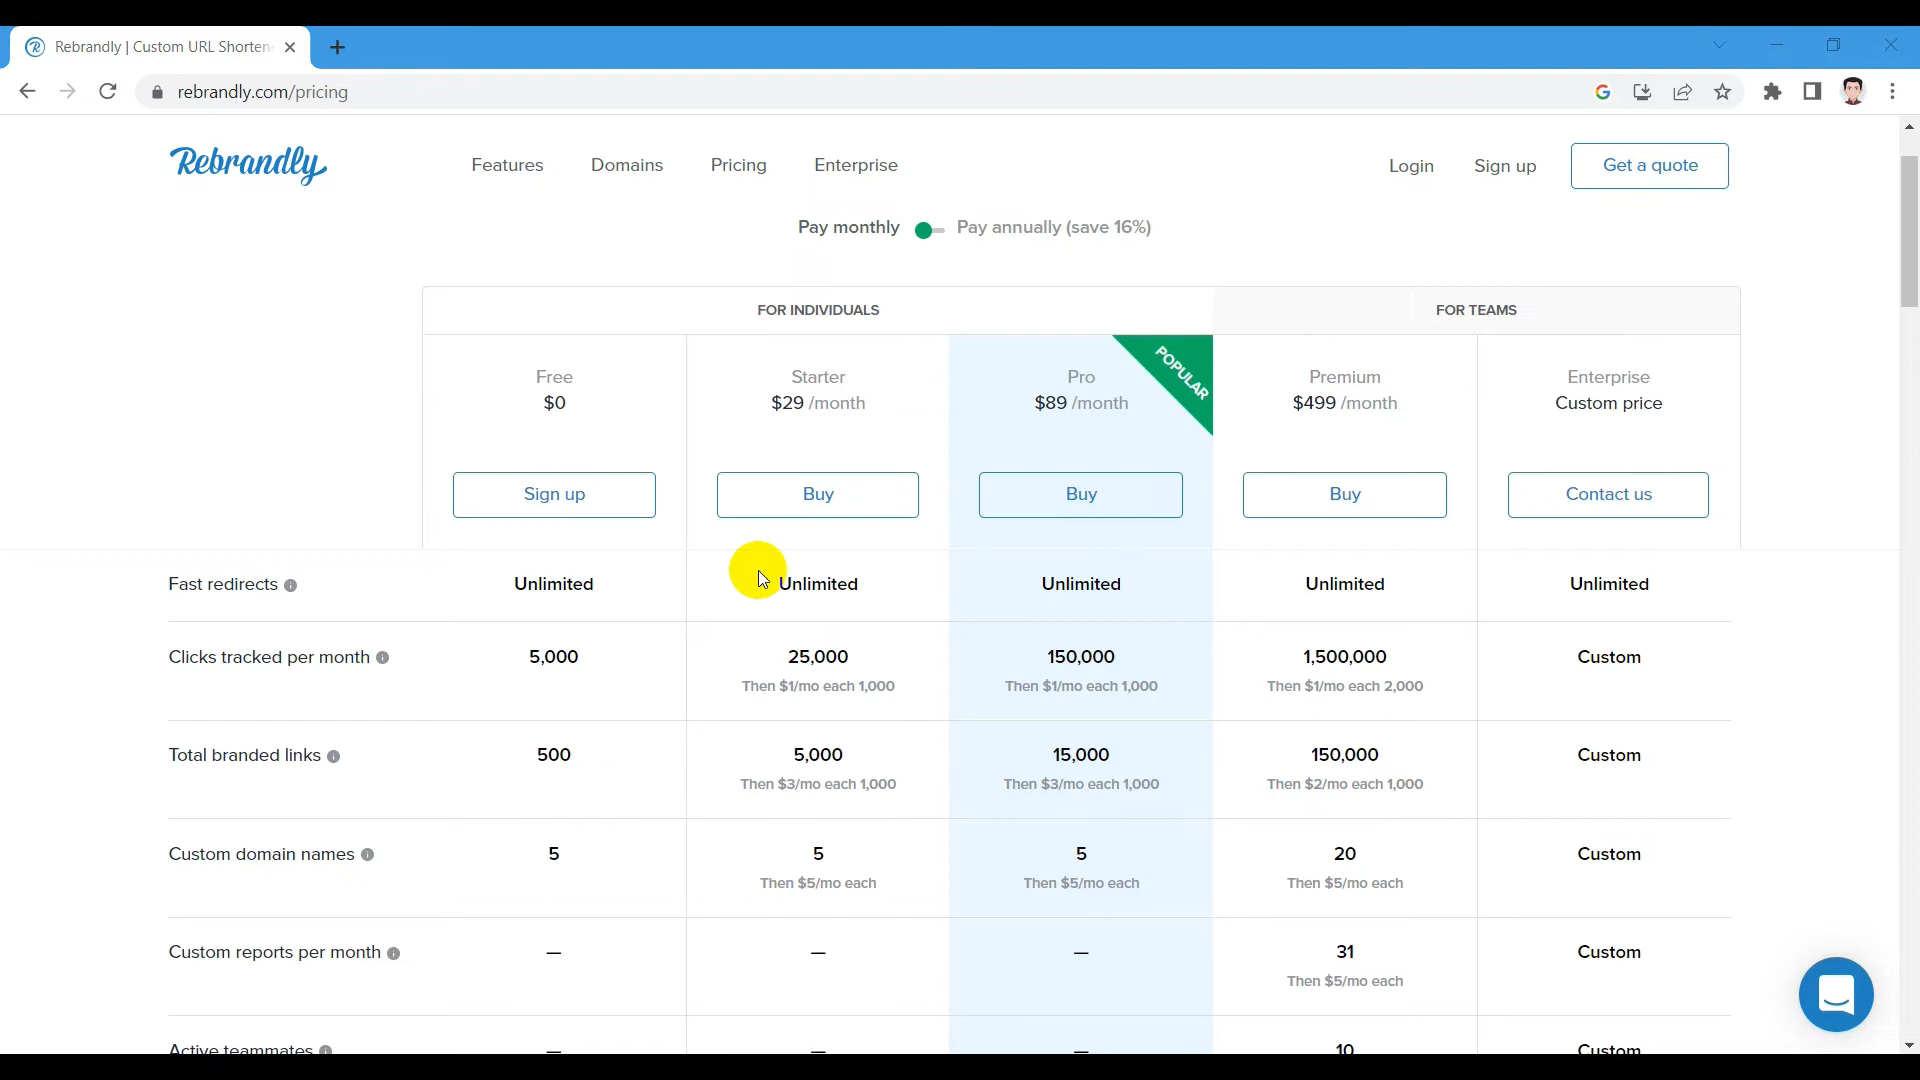 Rebrandly | Custom URL Shorten
rebrandly.com/pricing
Rebrandly Features Domains Pricing Enterprise Login Sign up Get a quote
Pay monthly Pay annually (save 16%)
FOR INDIVIDUALS FOR TEAMS
POPULAR
Free Starter Pro Premium Enterprise
$0 $29 /month $89 /month $499 /month Custom price
Sign up Buy Buy Buy Contact us
Fast redirects Unlimited Unlimited Unlimited Unlimited Unlimited
Clicks tracked per month 5,000 25,000 150,000 1,500,000 Custom
Then $1/mo each 1,000 Then $1/mo each 1,000 Then $1/mo each 2,000
Total branded links 500 5,000 15,000 150,000 Custom
Then $3/mo each 1,000 Then $3/mo each 1,000 Then $2/mo each 1,000
Custom domain names 5 5 5 20 Custom
Then $5/mo each Then $5/mo each Then $5/mo each
Custom reports per month — — — 31 Custom
Then $5/mo each
Active teammates — — — 10 Custom